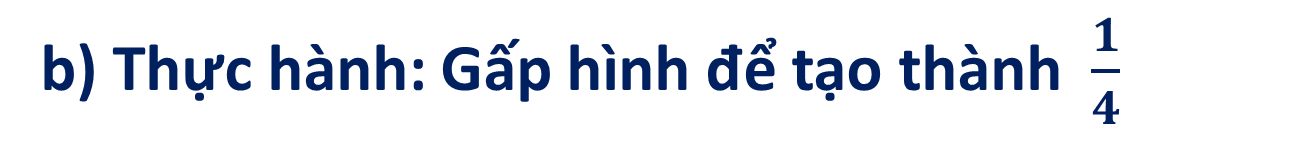 b) Thực hành: Gấp hình để tạo thành 1/4